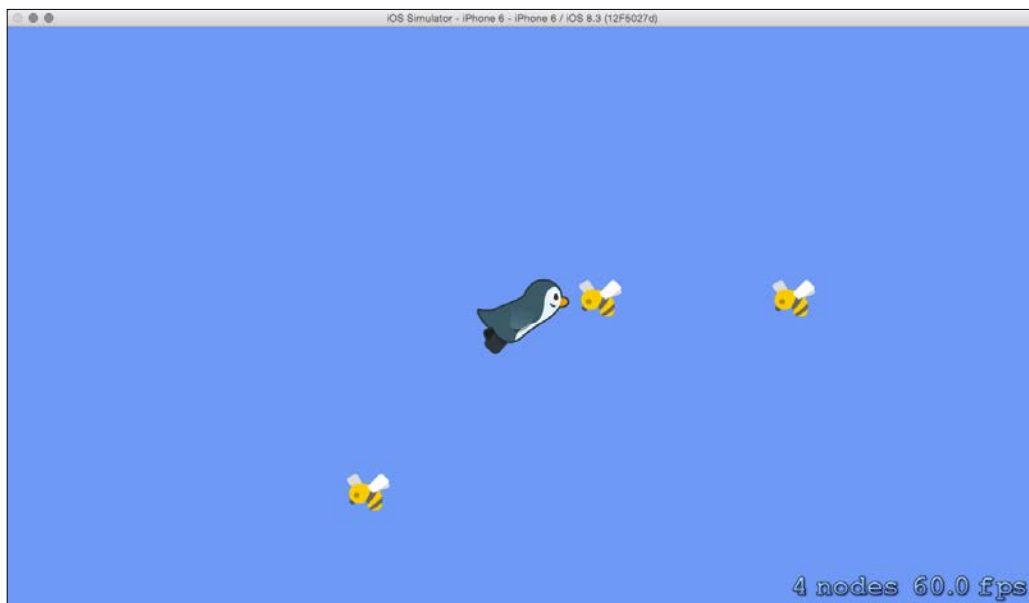 iOS Simulator - iPhone 6 - iPhone 6 / iOS 8.3 (12F5027d)
4 nodes 60.0 fps